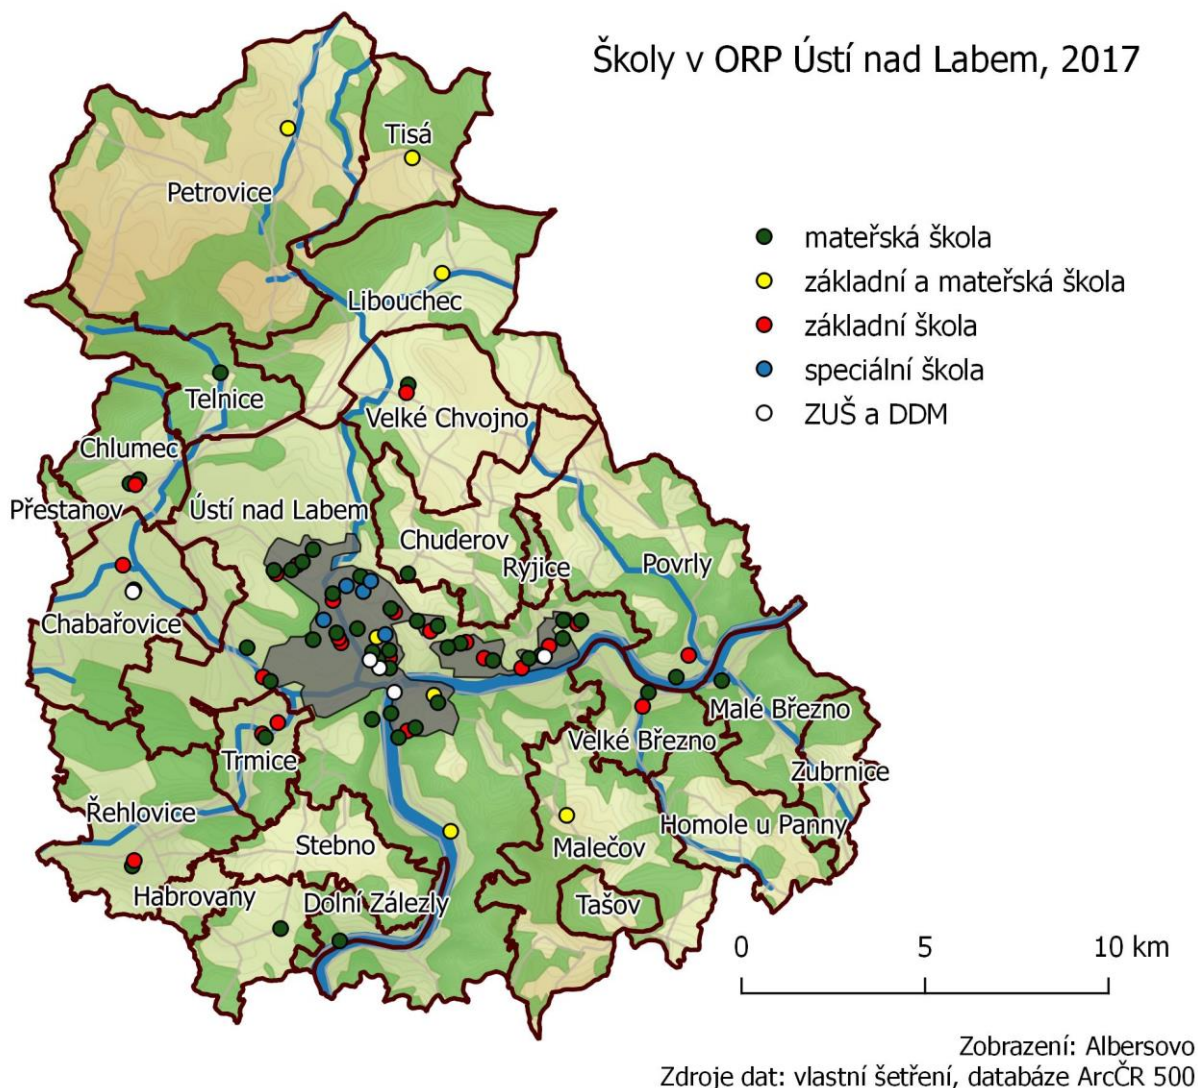 Školy v ORP Ústí nad Labem, 2017
Tisá
Petrovice
mateřská škola
základní a mateřská škola
Libouchec
základní škola
speciální škola
Telnice
Velké Chvojno
ZUŠ a DDM
Chlumec
Přestanov
Ústí nad Labem
Chuderov
Ryjice
Povrly
Chabařovice
Malé Březno
Velké Březno
Trmice
Zubrnice
Řehlovice
Homole u Panny
Stebno
Malečov
Habrovany
Dolní Zálezly
Tašov
0 5 10 km
Zobrazení: Albersovo
Zdroje dat: vlastní šetření, databáze ArcČR 500